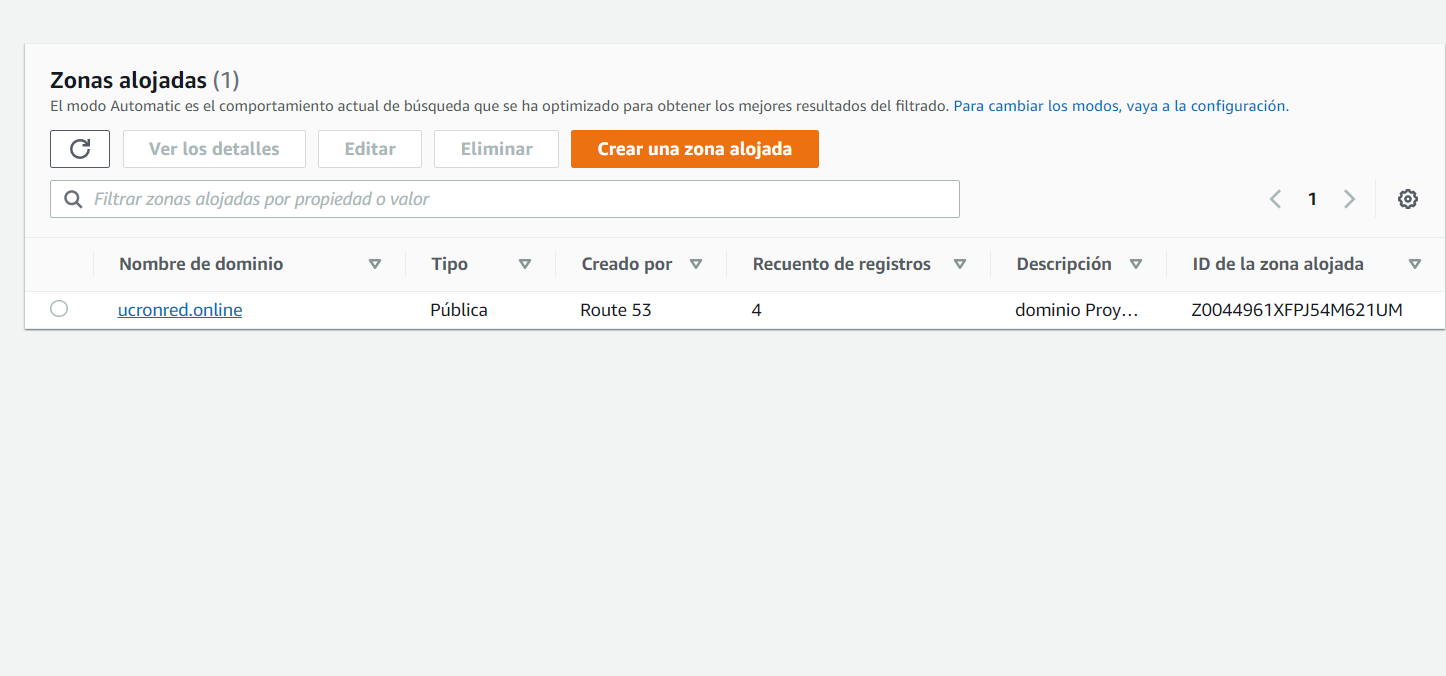 Zonas alojadas (1)
El modo Automatic es el comportamiento actual de búsqueda que se ha optimizado para obtener los mejores resultados del filtrado. Para cambiar los modos, vaya a la configuración.
Ver los detalles Editar Eliminar Crear una zona alojada
Filtrar zonas alojadas por propiedad o valor 1
Nombre de dominio Tipo Creado por Recuento de registros Descripción ID de la zona alojada
ucronred.online Pública Route 53 4 dominio Proy... Z0044961XFPJ54M621UM